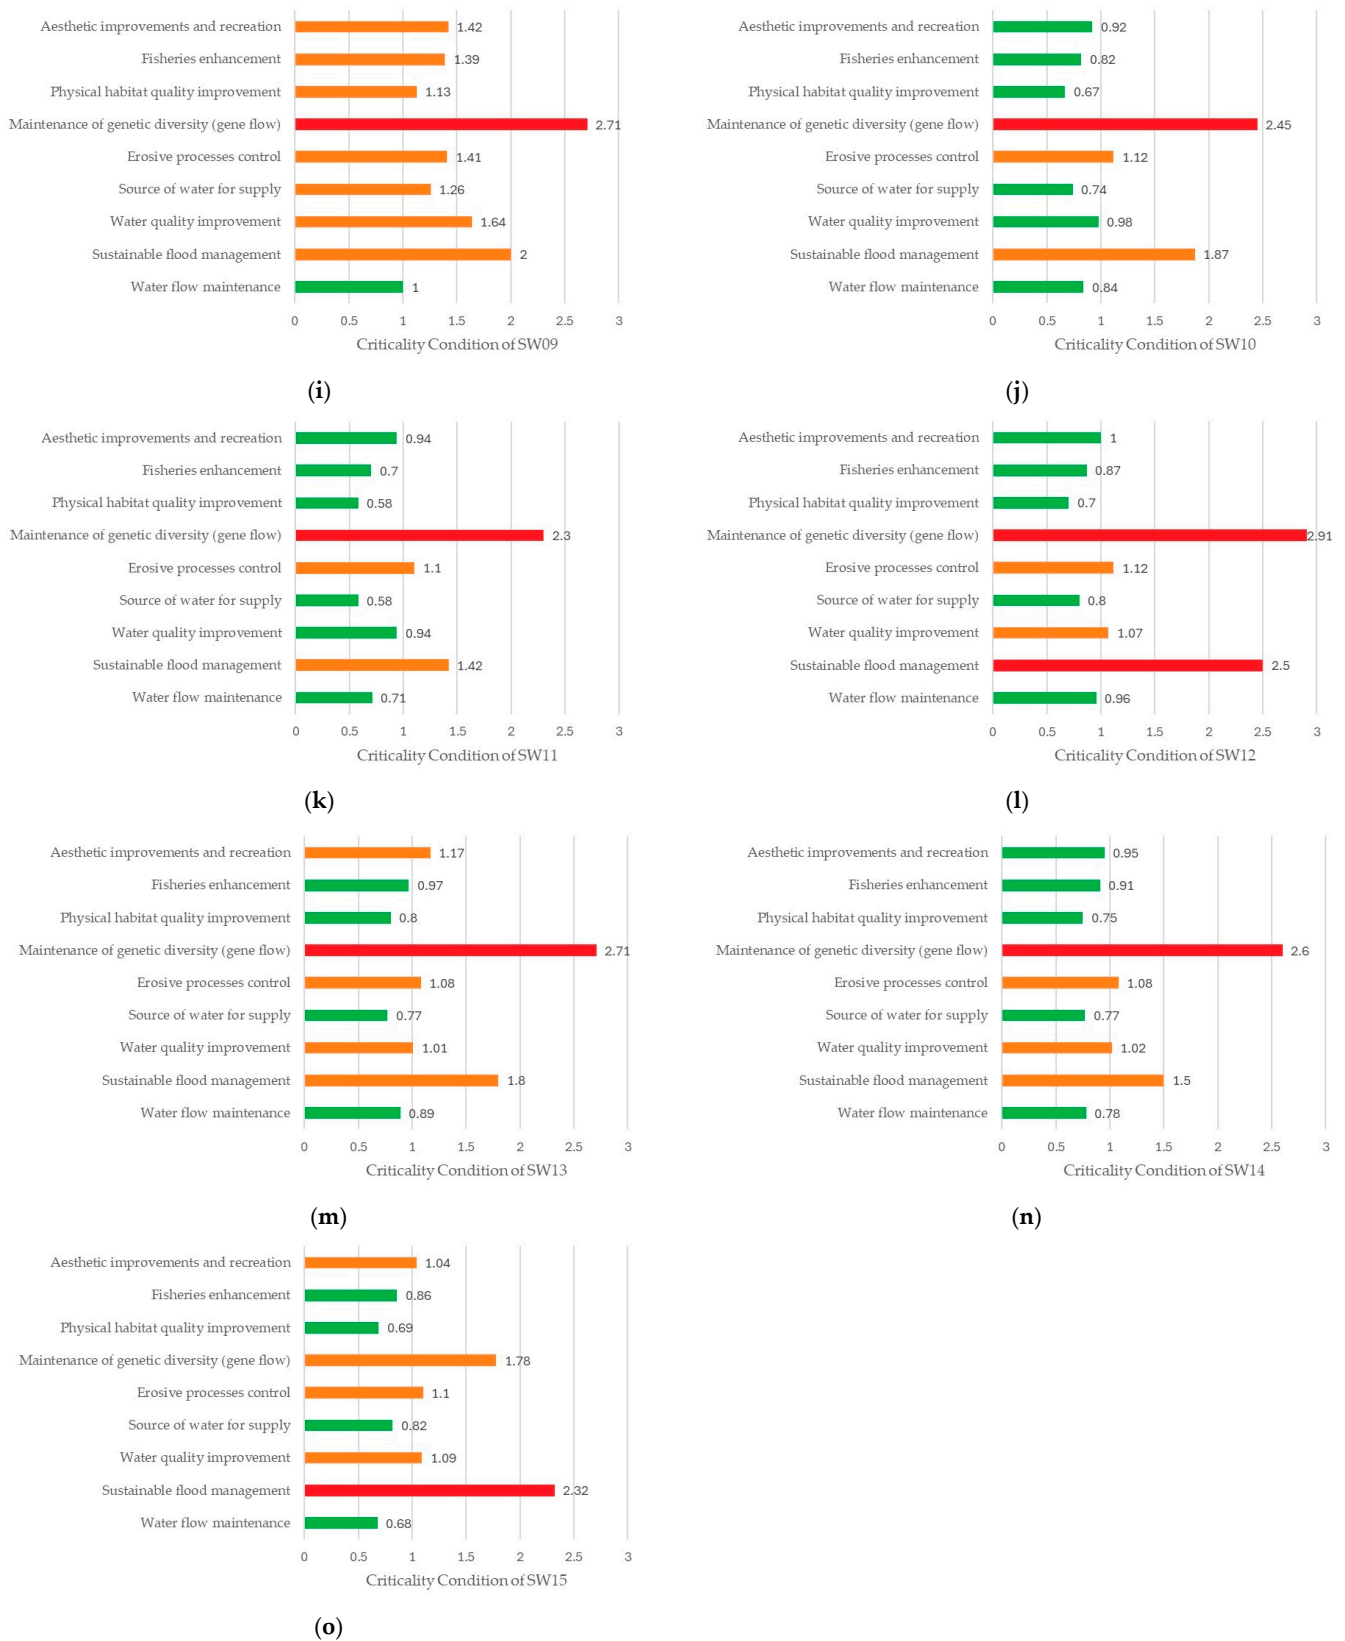 Aesthetic improvements and recreation 1.42
Fisheries enhancement 1.39
Physical habitat quality improvement 1.13
Maintenance of genetic diversity (gene flow) 2.71
Erosive processes control 1.41
Source of water for supply 1.26
Water quality improvement 1.64
Sustainable flood management 2
Water flow maintenance 1
0 0.5 1 1.5 2 2.5 3
Criticality Condition of SW09
(i)
Aesthetic improvements and recreation 0.92
Fisheries enhancement 0.82
Physical habitat quality improvement 0.67
Maintenance of genetic diversity (gene flow) 2.45
Erosive processes control 1.12
Source of water for supply 0.74
Water quality improvement 0.98
Sustainable flood management 1.87
Water flow maintenance 0.84
0 0.5 1 1.5 2 2.5 3
Criticality Condition of SW10
(j)
Aesthetic improvements and recreation 0.94
Fisheries enhancement 0.7
Physical habitat quality improvement 0.58
Maintenance of genetic diversity (gene flow) 2.3
Erosive processes control 1.1
Source of water for supply 0.58
Water quality improvement 0.94
Sustainable flood management 1.42
Water flow maintenance 0.71
0 0.5 1 1.5 2 2.5 3
Criticality Condition of SW11
(k)
Aesthetic improvements and recreation 1
Fisheries enhancement 0.87
Physical habitat quality improvement 0.7
Maintenance of genetic diversity (gene flow) 2.91
Erosive processes control 1.12
Source of water for supply 0.8
Water quality improvement 1.07
Sustainable flood management 2.5
Water flow maintenance 0.96
0 0.5 1 1.5 2 2.5 3
Criticality Condition of SW12
(l)
Aesthetic improvements and recreation 1.17
Fisheries enhancement 0.97
Physical habitat quality improvement 0.8
Maintenance of genetic diversity (gene flow) 2.71
Erosive processes control 1.08
Source of water for supply 0.77
Water quality improvement 1.01
Sustainable flood management 1.8
Water flow maintenance 0.89
0 0.5 1 1.5 2 2.5 3
Criticality Condition of SW13
(m)
Aesthetic improvements and recreation 0.95
Fisheries enhancement 0.91
Physical habitat quality improvement 0.75
Maintenance of genetic diversity (gene flow) 2.6
Erosive processes control 1.08
Source of water for supply 0.77
Water quality improvement 1.02
Sustainable flood management 1.5
Water flow maintenance 0.78
0 0.5 1 1.5 2 2.5 3
Criticality Condition of SW14
(n)
Aesthetic improvements and recreation 1.04
Fisheries enhancement 0.86
Physical habitat quality improvement 0.69
Maintenance of genetic diversity (gene flow) 1.78
Erosive processes control 1.1
Source of water for supply 0.82
Water quality improvement 1.09
Sustainable flood management 2.32
Water flow maintenance 0.68
0 0.5 1 1.5 2 2.5 3
Criticality Condition of SW15
(o)